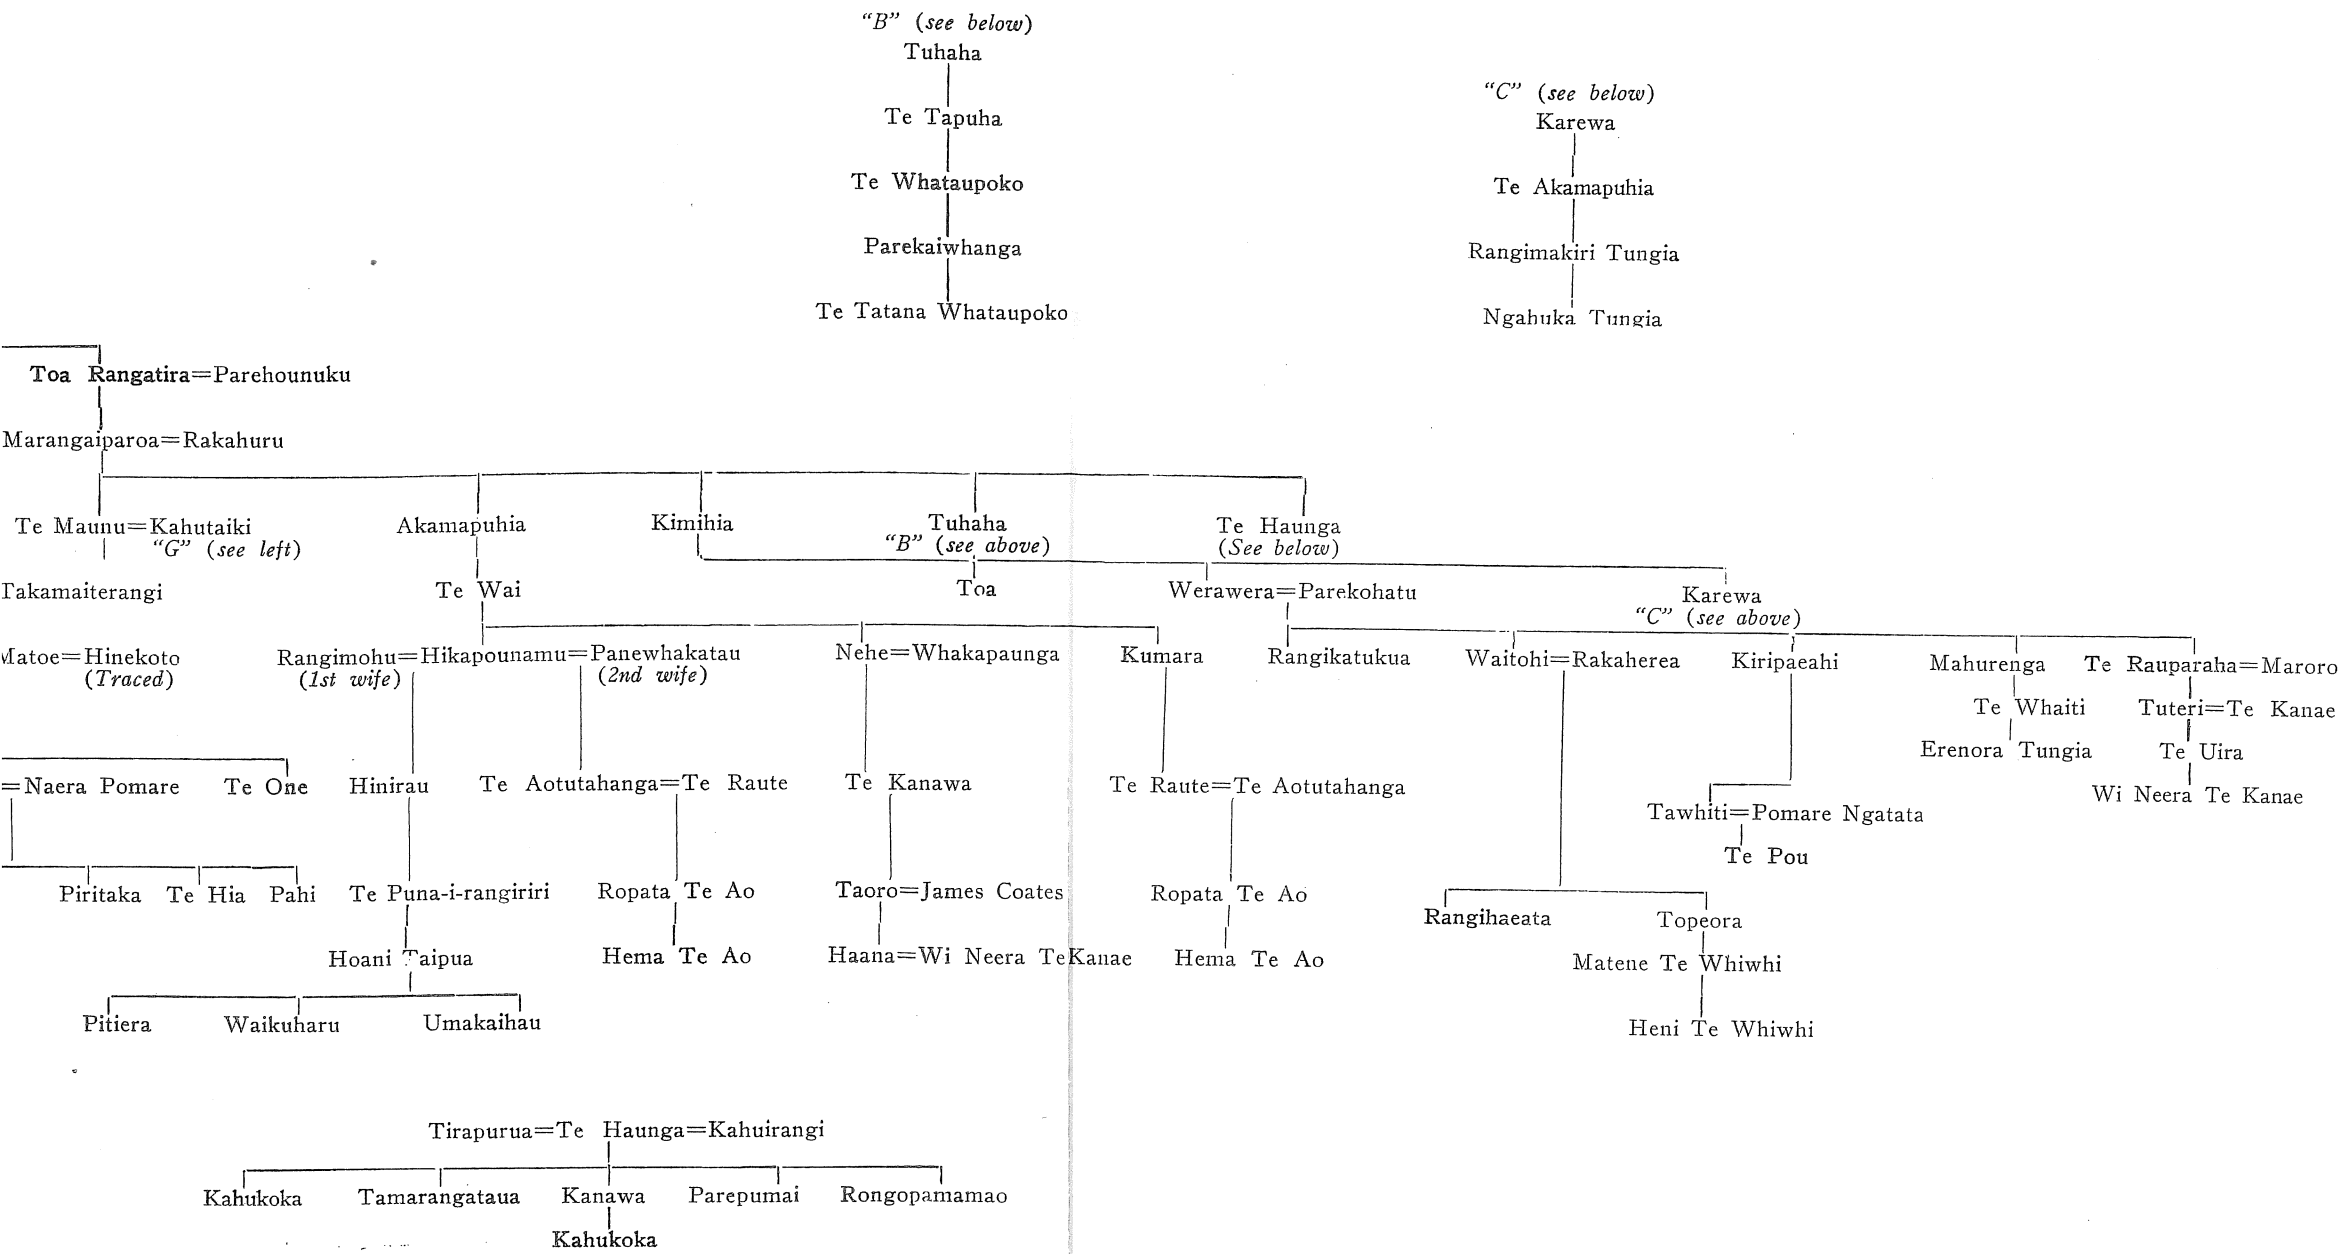 "B" (see below)
Tuhaha
"C" (see below)
Te Tapuha
Karewa
Te Whataupoko
Te Akamapuhia
Parekaiwhanga
Rangimakiri Tungia
Te Tatana Whataupoko
Ngahuka Tungia
Toa Rangatira=Parehounuku
Marangaiparoa=Rakahuru
Te Maunu=Kahutaiki Akamapuhia Kimihia Tuhaha Te Haunga
"G" (see left) "B" (see above) (See below)
Takamaiterangi Te Wai Toa Werawera=Parekohatu Karewa
"C" (see above)
Matoe=Hinekoto Rangimohu=Hikapounamu=Panewhakatau Nehe=Whakapaunga Kumara Rangikatukua Waitohi=Rakaherea Kiripaeahi Mahurenga Te Rauparaha=Maroro
(Traced) (1st wife) (2nd wife)
Te Whaiti Tuteri=Te Kanae
Erenora Tungia Te Uira
=Naera Pomare Te One Hinirau Te Aotutahanga=Te Raute Te Kanawa Te Raute=Te Aotutahanga Wi Neera Te Kanae
Tawhiti=Pomare Ngatata
Te Pou
Piritaka Te Hia Pahi Te Puna-i-rangiriri Ropata Te Ao Taoro=James Coates Ropata Te Ao
Rangihaeata Topeora
Hoani Taipua Hema Te Ao Haana=Wi Neera TeKanae Hema Te Ao Matene Te Whiwhi
Pitiera Waikuharu Umakaihau Heni Te Whiwhi
Tirapurua=Te Haunga=Kahuirangi
Kahukoka Tamarangataua Kanawa Parepumai Rongopamamao
Kahukoka